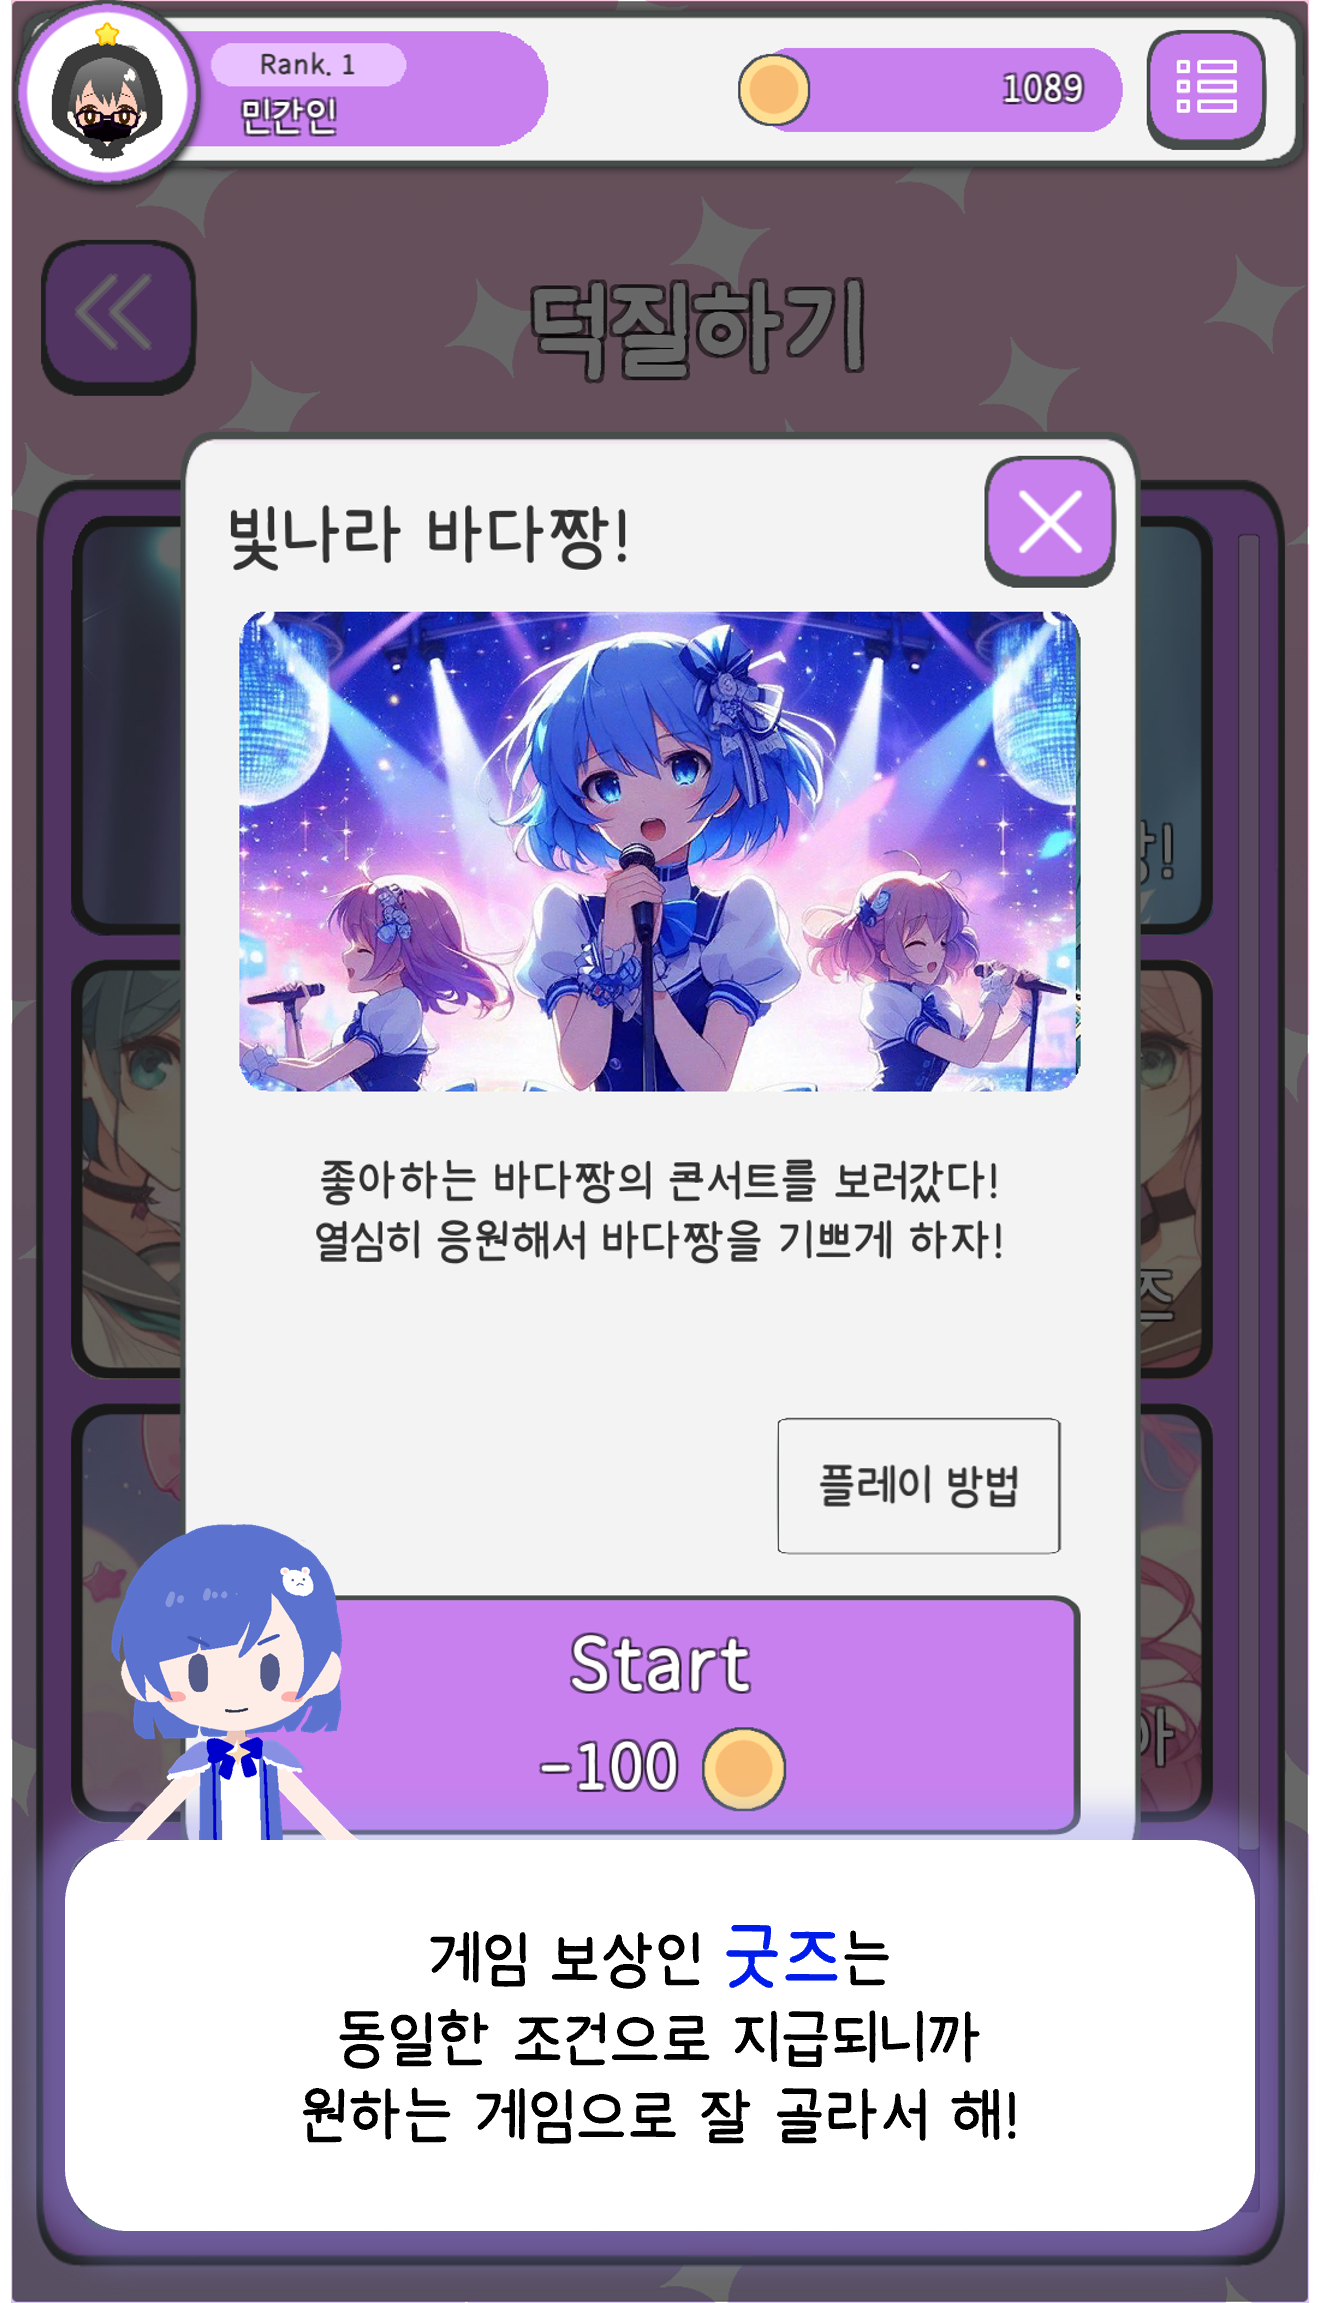 Rank. 1
민간인
1089
덕질하기
빛나라 바다짱!
좋아하는 바다짱의 콘서트를 보러갔다!
열심히 응원해서 바다짱을 기쁘게 하자!
플레이 방법
Start
-100
게임 보상인 굿즈는
동일한 조건으로 지급되니까
원하는 게임으로 잘 골라서 해!